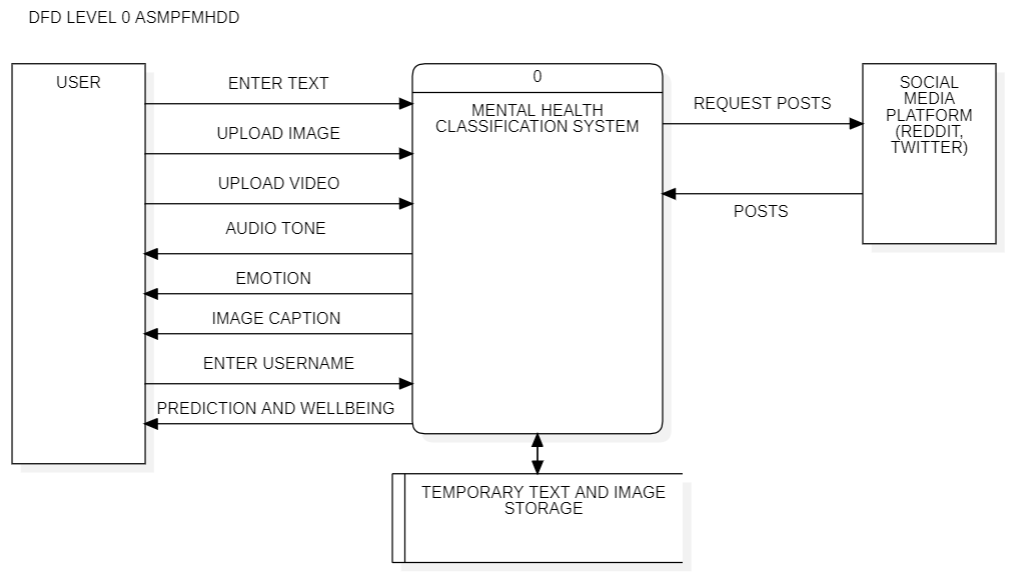 DFD LEVEL 0 ASMPFMHDD
USER
ENTER TEXT
UPLOAD IMAGE
UPLOAD VIDEO
AUDIO TONE
EMOTION
IMAGE CAPTION
ENTER USERNAME
PREDICTION AND WELLBEING
0
MENTAL HEALTH
CLASSIFICATION SYSTEM
REQUEST POSTS
POSTS
SOCIAL
MEDIA
PLATFORM
(REDDIT,
TWITTER)
TEMPORARY TEXT AND IMAGE
STORAGE